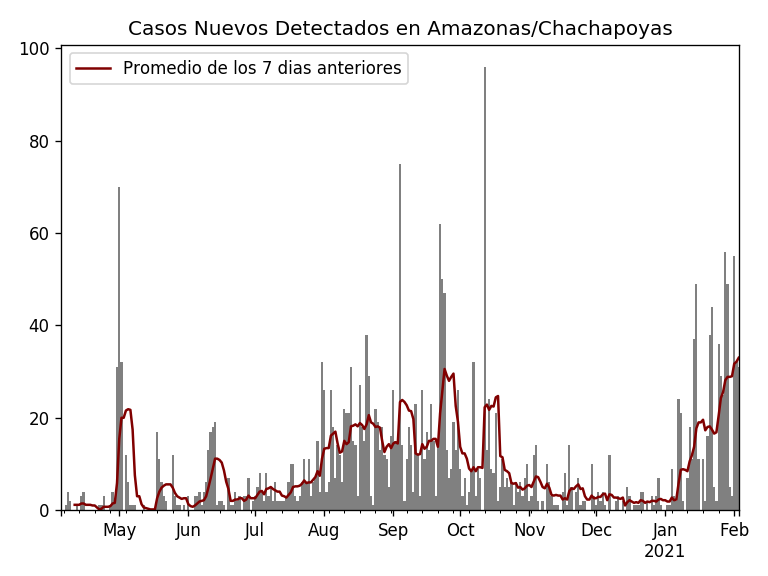 Casos Nuevos Detectados en Amazonas/Chachapoyas
Promedio de los 7 dias anteriores
100
80
60
40
20
0
May Jun Jul Aug Sep Oct Nov Dec Jan Feb
2021